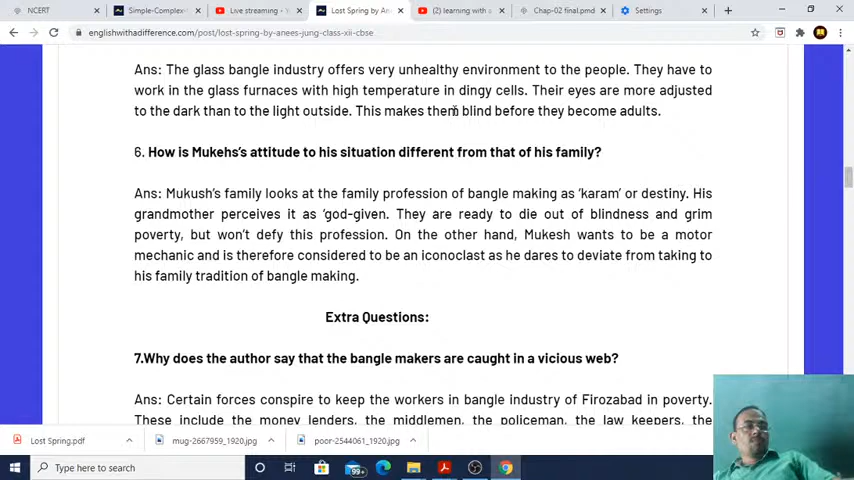 NCERT
Simple-Complex-
Live streaming - Y
Lost Spring by An
(2) learning with s
Chap-02 final.pmd
Settings
englishwithadifference.com/post/lost-spring-by-anees-jung-class-xii-cbse
Ans: The glass bangle industry offers very unhealthy environment to the people. They have to
work in the glass furnaces with high temperature in dingy cells. Their eyes are more adjusted
to the dark than to the light outside. This makes them blind before they become adults.
6. How is Mukehs's attitude to his situation different from that of his family?
Ans: Mukush's family looks at the family profession of bangle making as 'karam' or destiny. His
grandmother perceives it as 'god-given. They are ready to die out of blindness and grim
poverty, but won't defy this profession. On the other hand, Mukesh wants to be a motor
mechanic and is therefore considered to be an iconoclast as he dares to deviate from taking to
his family tradition of bangle making.
Extra Questions:
7.Why does the author say that the bangle makers are caught in a vicious web?
Ans: Certain forces conspire to keep the workers in bangle industry of Firozabad in poverty.
These include the money lenders, the middlemen, the policeman, the law keepers, the
Lost Spring.pdf
mug-2667959_1920.jpg
poor-2544061_1920.jpg
Type here to search
99+